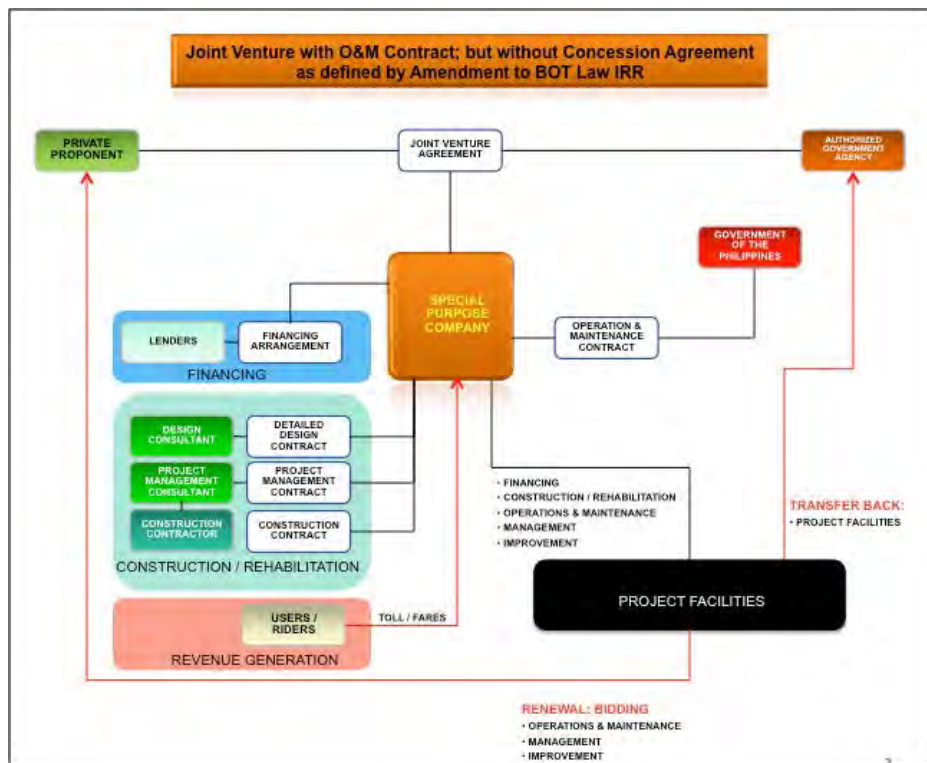 Joint Venture with O&M Contract; but without Concession Agreement
as defined by Amendment to BOT Law IRR
PRIVATE
PROPONENT
JOINT VENTURE
AGREEMENT
AUTHORIZED
GOVERNMENT
AGENCY
GOVERNMENT
OF THE
PHILIPPINES
SPECIAL
PURPOSE
COMPANY
OPERATION &
MAINTENANCE
CONTRACT
LENDERS
FINANCING
ARRANGEMENT
FINANCING
DESIGN
CONSULTANT
DETAILED
DESIGN
CONTRACT
PROJECT
MANAGEMENT
CONSULTANT
PROJECT
MANAGEMENT
CONTRACT
CONSTRUCTION
CONTRACTOR
CONSTRUCTION
CONTRACT
CONSTRUCTION / REHABILITATION
• FINANCING
• CONSTRUCTION / REHABILITATION
• OPERATIONS & MAINTENANCE
• MANAGEMENT
• IMPROVEMENT
TRANSFER BACK:
• PROJECT FACILITIES
PROJECT FACILITIES
USERS /
RIDERS
TOLL / FARES
REVENUE GENERATION
RENEWAL: BIDDING
• OPERATIONS & MAINTENANCE
• MANAGEMENT
• IMPROVEMENT